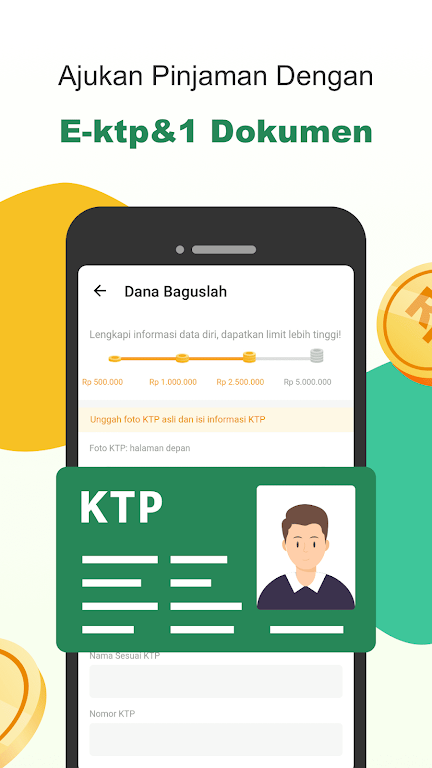 Ajukan Pinjaman Dengan
E-ktp&1 Dokumen
Dana Baguslah
Lengkapi informasi data diri, dapatkan limit lebih tinggi!
Rp 500.000 Rp 1.000.000 Rp 2.500.000 Rp 5.000.000
Unggah foto KTP asli dan isi informasi KTP
Foto KTP: halaman depan
KTP
Nama Sesuai KTP
Nomor KTP